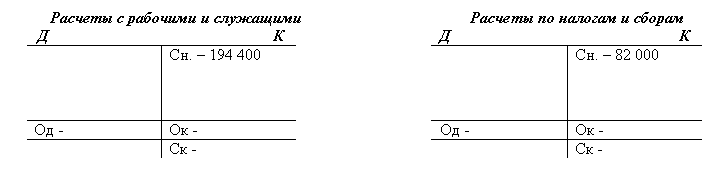 Расчеты с рабочими и служащими
Д К
Сн. – 194 400
Од - Ок -
Ск -
Расчеты по налогам и сборам
Д К
Сн. – 82 000
Од - Ок -
Ск -